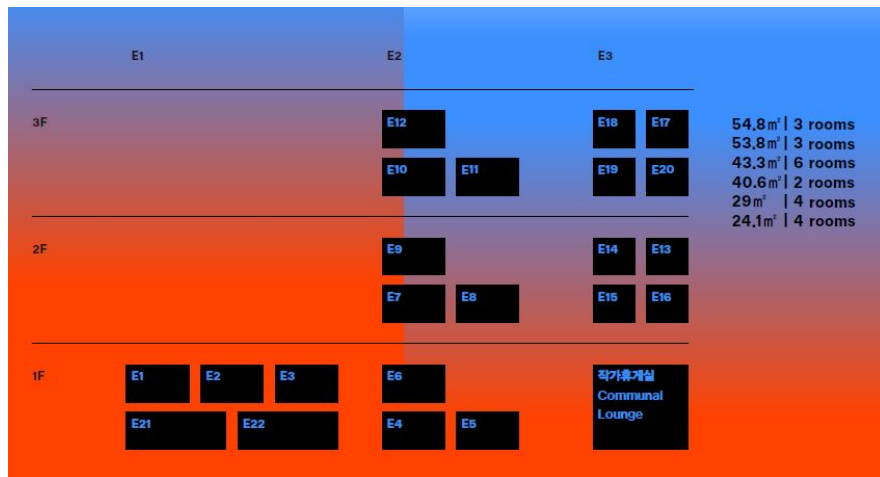 E1 E2 E3
3F
E12 E18 E17
E10 E11 E19 E20
54.8㎡ | 3 rooms
53.8㎡ | 3 rooms
43.3㎡ | 6 rooms
40.6㎡ | 2 rooms
29㎡ | 4 rooms
24.1㎡ | 4 rooms
2F
E9 E14 E13
E7 E8 E15 E16
1F
E1 E2 E3 E6
E21 E22 E4 E5
작가휴게실
Communal
Lounge